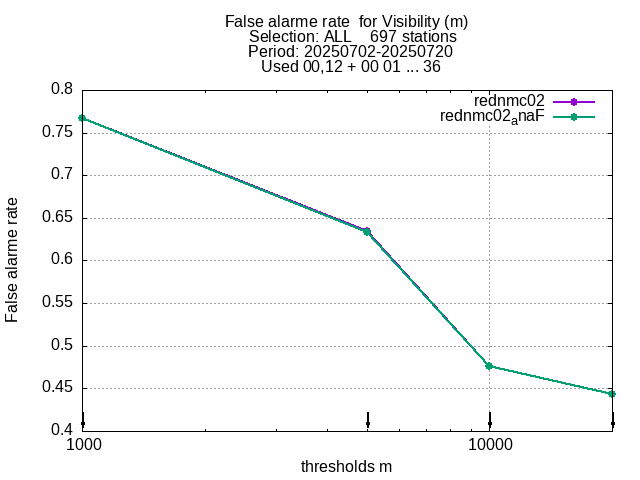 False alarme rate  for Visibility (m)
Selection: ALL    697 stations
Period: 20250702-20250720
Used 00,12 + 00 01 ... 36
rednmc02
rednmc02anaF
0.8
0.75
0.7
0.65
0.6
0.55
0.5
0.45
0.4
False alarme rate
1000
10000
thresholds m